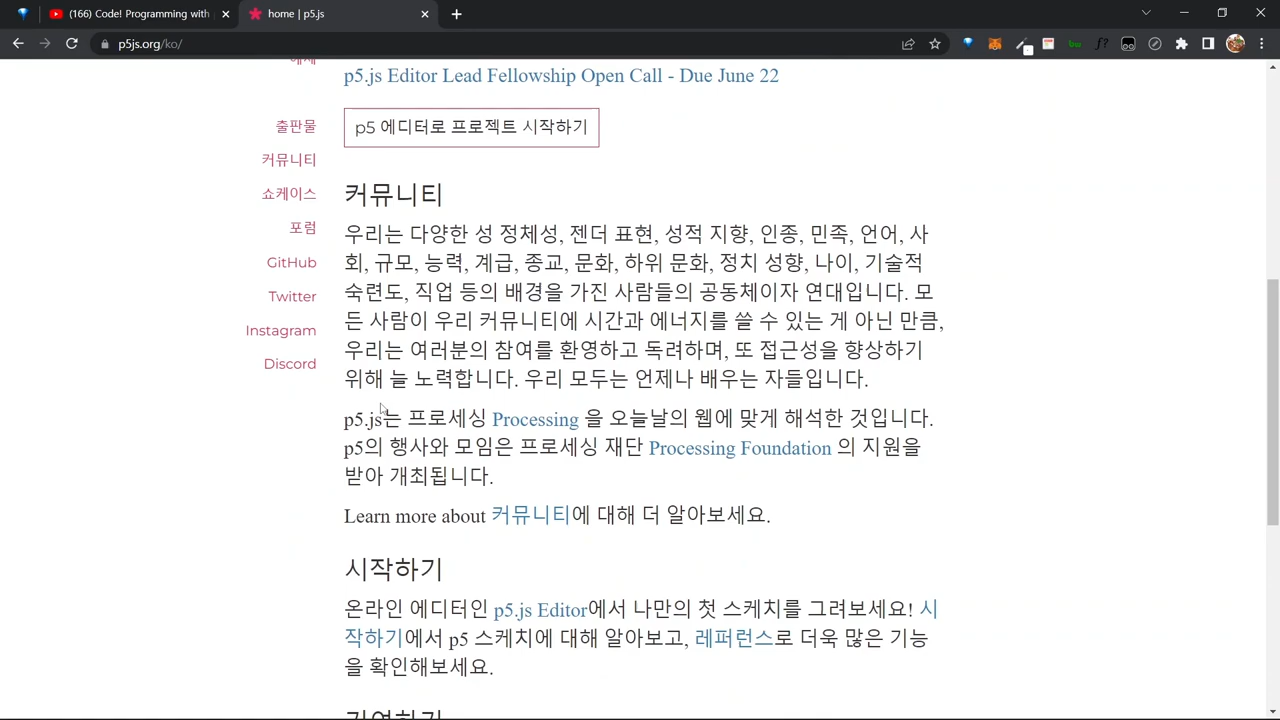 (166) Code! Programming with
home | p5.js
p5js.org/ko/
p5.js Editor Lead Fellowship Open Call - Due June 22
p5 에디터로 프로젝트 시작하기
출판물
커뮤니티
쇼케이스
포럼
GitHub
Twitter
Instagram
Discord
커뮤니티
우리는 다양한 성 정체성, 젠더 표현, 성적 지향, 인종, 민족, 언어, 사
회, 규모, 능력, 계급, 종교, 문화, 하위 문화, 정치 성향, 나이, 기술적
숙련도, 직업 등의 배경을 가진 사람들의 공동체이자 연대입니다. 모
든 사람이 우리 커뮤니티에 시간과 에너지를 쓸 수 있는 게 아닌 만큼,
우리는 여러분의 참여를 환영하고 독려하며, 또 접근성을 향상하기
위해 늘 노력합니다. 우리 모두는 언제나 배우는 자들입니다.
p5.js는 프로세싱 Processing 을 오늘날의 웹에 맞게 해석한 것입니다.
p5의 행사와 모임은 프로세싱 재단 Processing Foundation 의 지원을
받아 개최됩니다.
Learn more about 커뮤니티에 대해 더 알아보세요.
시작하기
온라인 에디터인 p5.js Editor에서 나만의 첫 스케치를 그려보세요! 시
작하기에서 p5 스케치에 대해 알아보고, 레퍼런스로 더욱 많은 기능
을 확인해보세요.